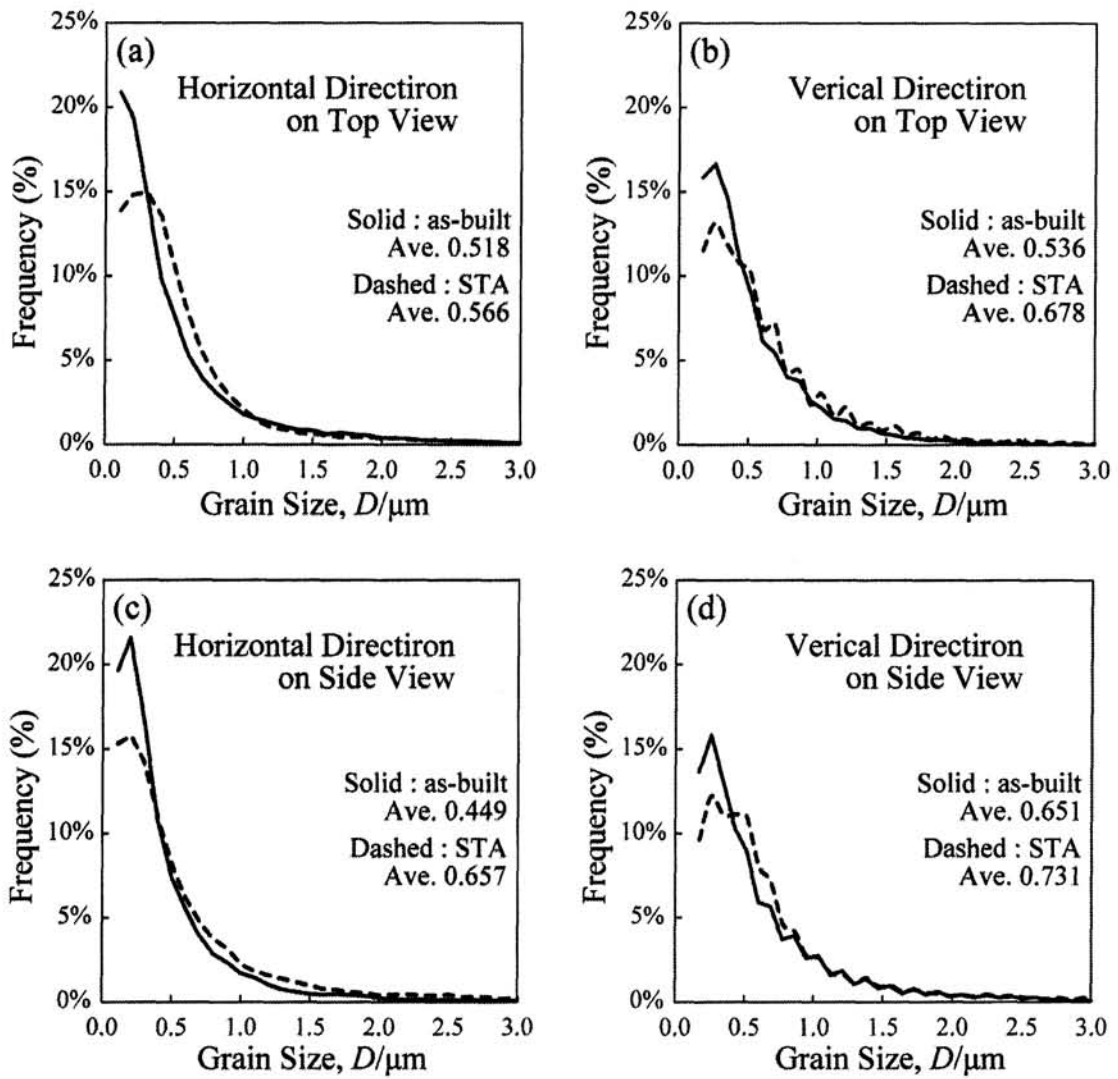 (a)
Horizontal Directiron
on Top View
Solid : as-built
Ave. 0.518
Dashed : STA
Ave. 0.566
Frequency (%)
25%
20%
15%
10%
5%
0%
0.0 0.5 1.0 1.5 2.0 2.5 3.0
Grain Size, D/μm
(b)
Verical Directiron
on Top View
Solid : as-built
Ave. 0.536
Dashed : STA
Ave. 0.678
Frequency (%)
25%
20%
15%
10%
5%
0%
0.0 0.5 1.0 1.5 2.0 2.5 3.0
Grain Size, D/μm
(c)
Horizontal Directiron
on Side View
Solid : as-built
Ave. 0.449
Dashed : STA
Ave. 0.657
Frequency (%)
25%
20%
15%
10%
5%
0%
0.0 0.5 1.0 1.5 2.0 2.5 3.0
Grain Size, D/μm
(d)
Verical Directiron
on Side View
Solid : as-built
Ave. 0.651
Dashed : STA
Ave. 0.731
Frequency (%)
25%
20%
15%
10%
5%
0%
0.0 0.5 1.0 1.5 2.0 2.5 3.0
Grain Size, D/μm